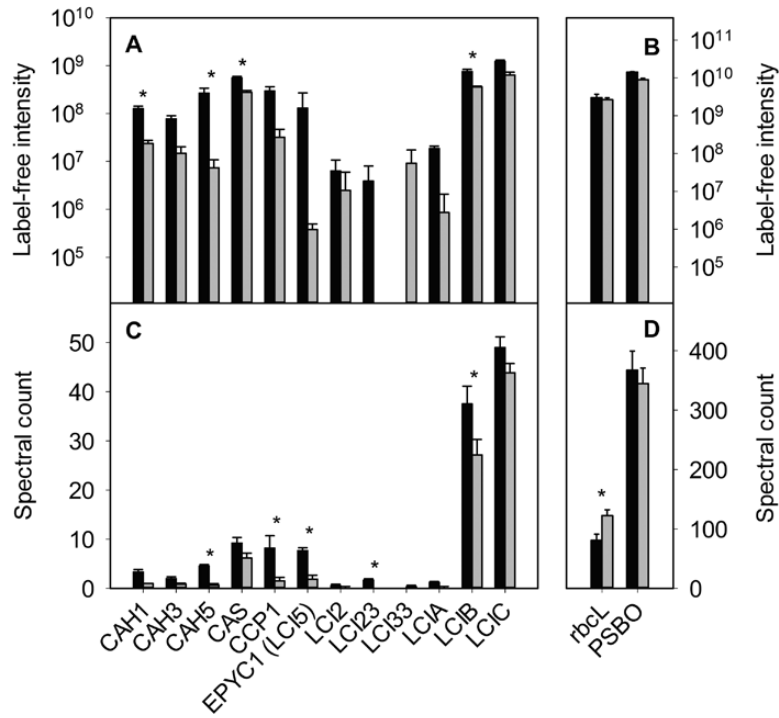 A
B
Label-free intensity
10^10
10^9
10^8
10^7
10^6
10^5
* * * *
10^11
10^10
10^9
10^8
10^7
10^6
10^5
Label-free intensity
C
D
Spectral count
50
40
30
20
10
0
* * * * *
*
400
300
200
100
0
Spectral count
CAH1
CAH3
CAH5
CAS
CCP1
EPYC1 (LCI5)
LCI2
LCI23
LCI33
LCIA
LCIB
LCIC
rbcL
PSBO